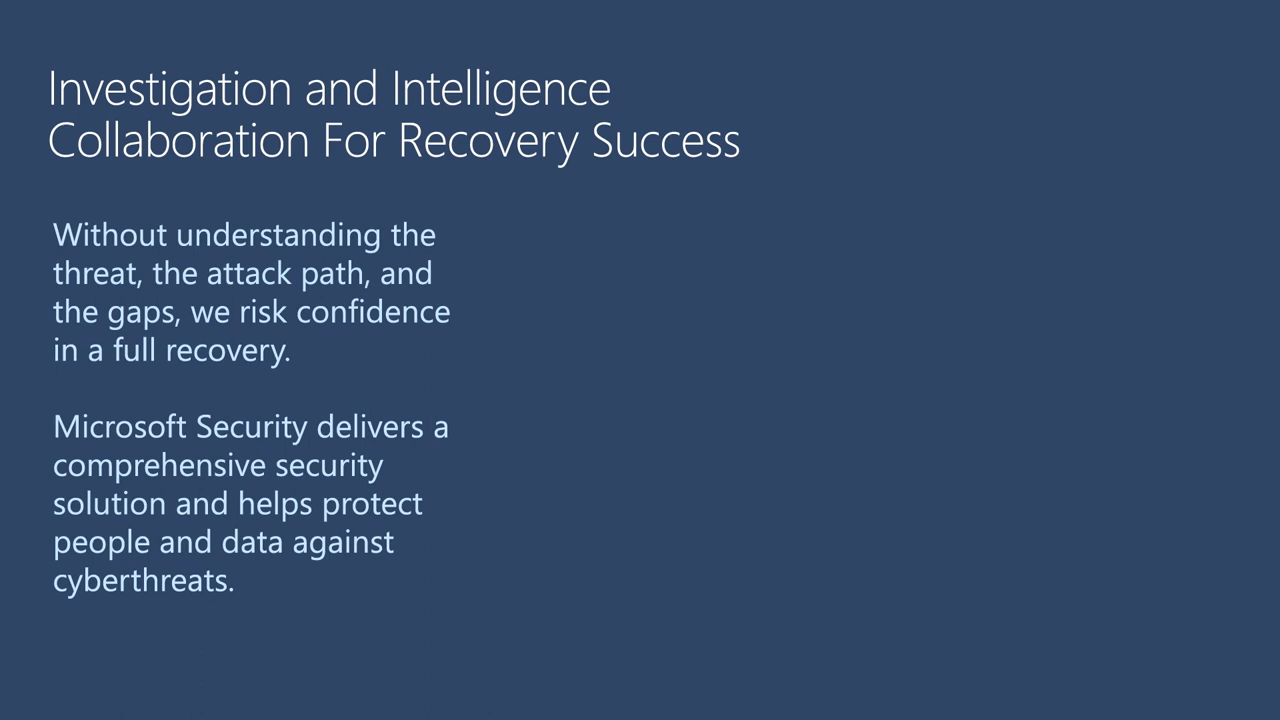 Investigation and Intelligence
Collaboration For Recovery Success
Without understanding the
threat, the attack path, and
the gaps, we risk confidence
in a full recovery.
Microsoft Security delivers a
comprehensive security
solution and helps protect
people and data against
cyberthreats.